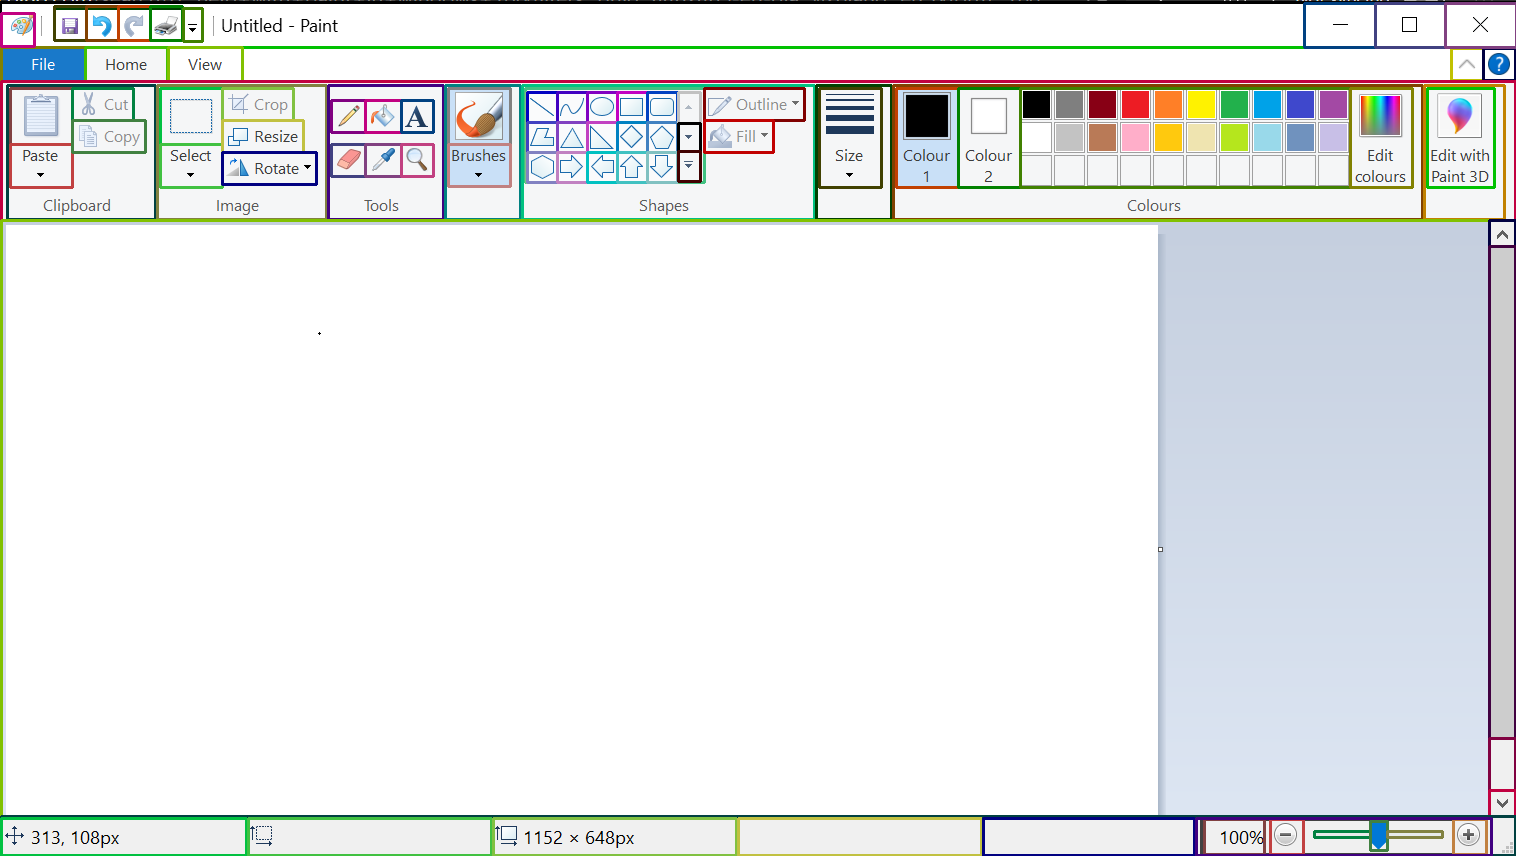 Untitled - Paint
File Home View
Cut Crop Outline
Copy Resize Fill
Paste Select Rotate Brushes Size Colour 1 Colour 2 Edit colours Edit with Paint 3D
A
Clipboard Image Tools Shapes Colours
313, 108px 1152 × 648px 100%